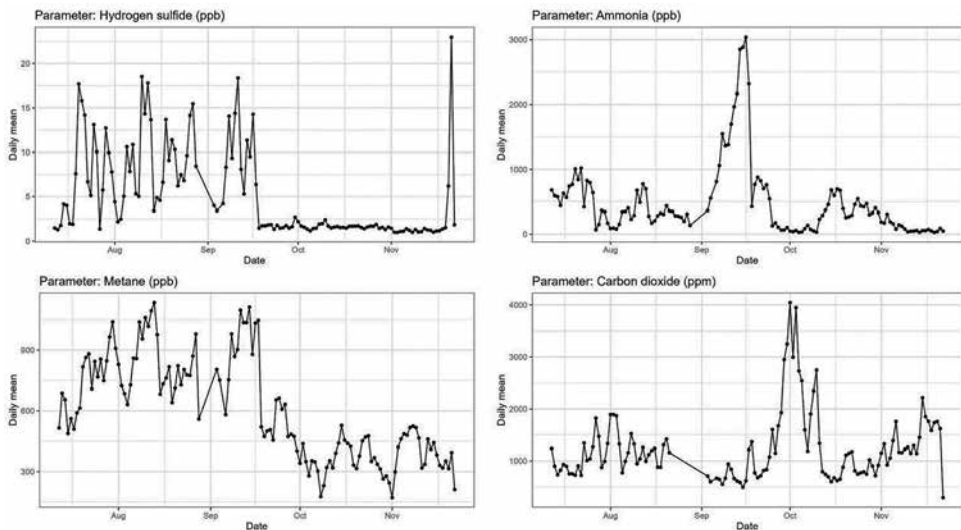 Parameter: Hydrogen sulfide (ppb)
20
15
10
5
0
Daily mean
Aug
Sep
Oct
Nov
Date
Parameter: Ammonia (ppb)
3000
2000
1000
0
Daily mean
Aug
Sep
Oct
Nov
Date
Parameter: Metane (ppb)
900
600
300
Daily mean
Aug
Sep
Oct
Nov
Date
Parameter: Carbon dioxide (ppm)
4000
3000
2000
1000
Daily mean
Aug
Sep
Oct
Nov
Date